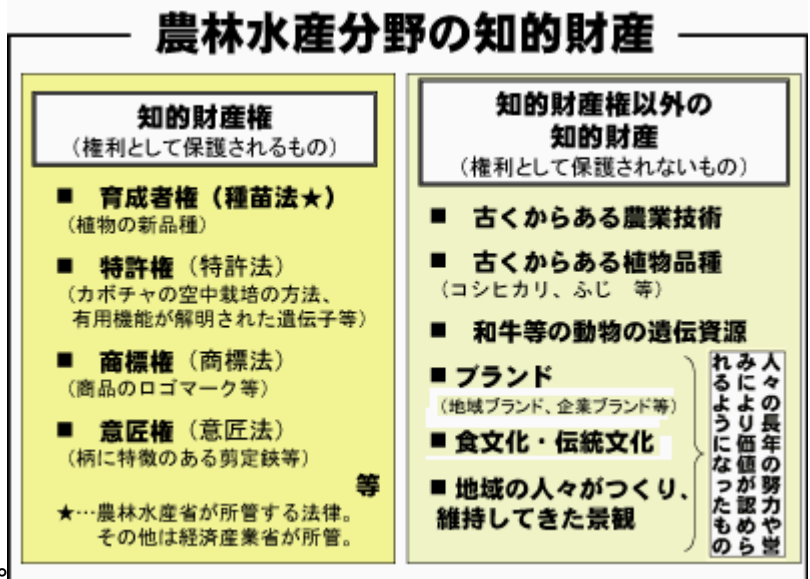 農林水産分野の知的財産
知的財産権
（権利として保護されるもの）
■ 育成者権（種苗法★）
（植物の新品種）
■ 特許権（特許法）
（カボチャの空中栽培の方法、
有用機能が解明された遺伝子等）
■ 商標権（商標法）
（商品のロゴマーク等）
■ 意匠権（意匠法）
（柄に特徴のある剪定鋏等）
等
★…農林水産省が所管する法律。
その他は経済産業省が所管。
知的財産権以外の
知的財産
（権利として保護されないもの）
■ 古くからある農業技術
■ 古くからある植物品種
（コシヒカリ、ふじ 等）
■ 和牛等の動物の遺伝資源
■ ブランド
（地域ブランド、企業ブランド等）
■ 食文化・伝統文化
■ 地域の人々がつくり、
維持してきた景観
人々の長年の努力や営
みにより価値が認めら
れるようになったもの
。